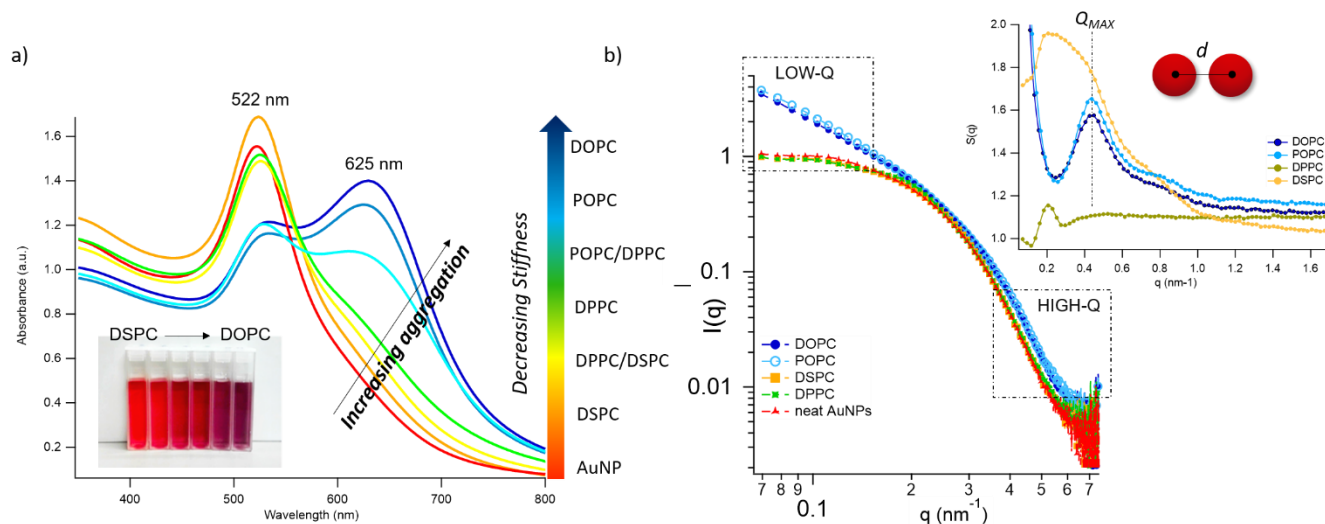 a)
522 nm
625 nm
1.6
1.4
1.2
1.0
0.8
0.6
0.4
0.2
Absorbance (a.u.)
400
500
600
700
800
Wavelength (nm)
DSPC
DOPC
Increasing aggregation
Decreasing Stiffness
DOPC
POPC
POPC/DPPC
DPPC
DPPC/DSPC
DSPC
AuNP
b)
LOW-Q
HIGH-Q
1
0.1
0.01
I(q)
7
8
9
0.1
2
3
4
5
6
7
q (nm⁻¹)
DOPC
POPC
DSPC
DPPC
neat AuNPs
QMAX
d
2.0
1.8
1.6
1.4
1.2
1.0
S(q)
0.2
0.4
0.6
0.8
1.0
1.2
1.4
1.6
q (nm-1)
DOPC
POPC
DPPC
DSPC